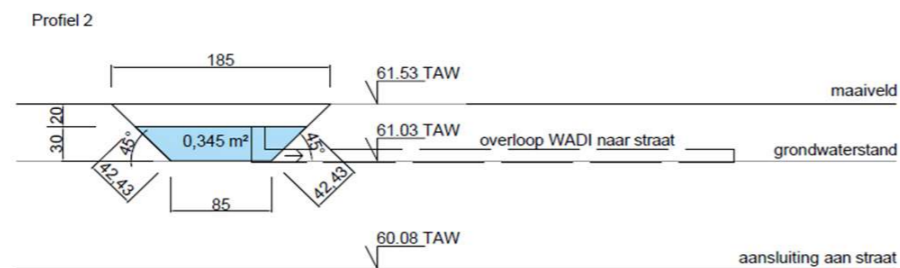 Profiel 2
185
61.53 TAW
maaiveld
20
30
45°
0,345 m²
45°
61.03 TAW
overloop WADI naar straat
grondwaterstand
42,43
42,43
85
60.08 TAW
aansluiting aan straat